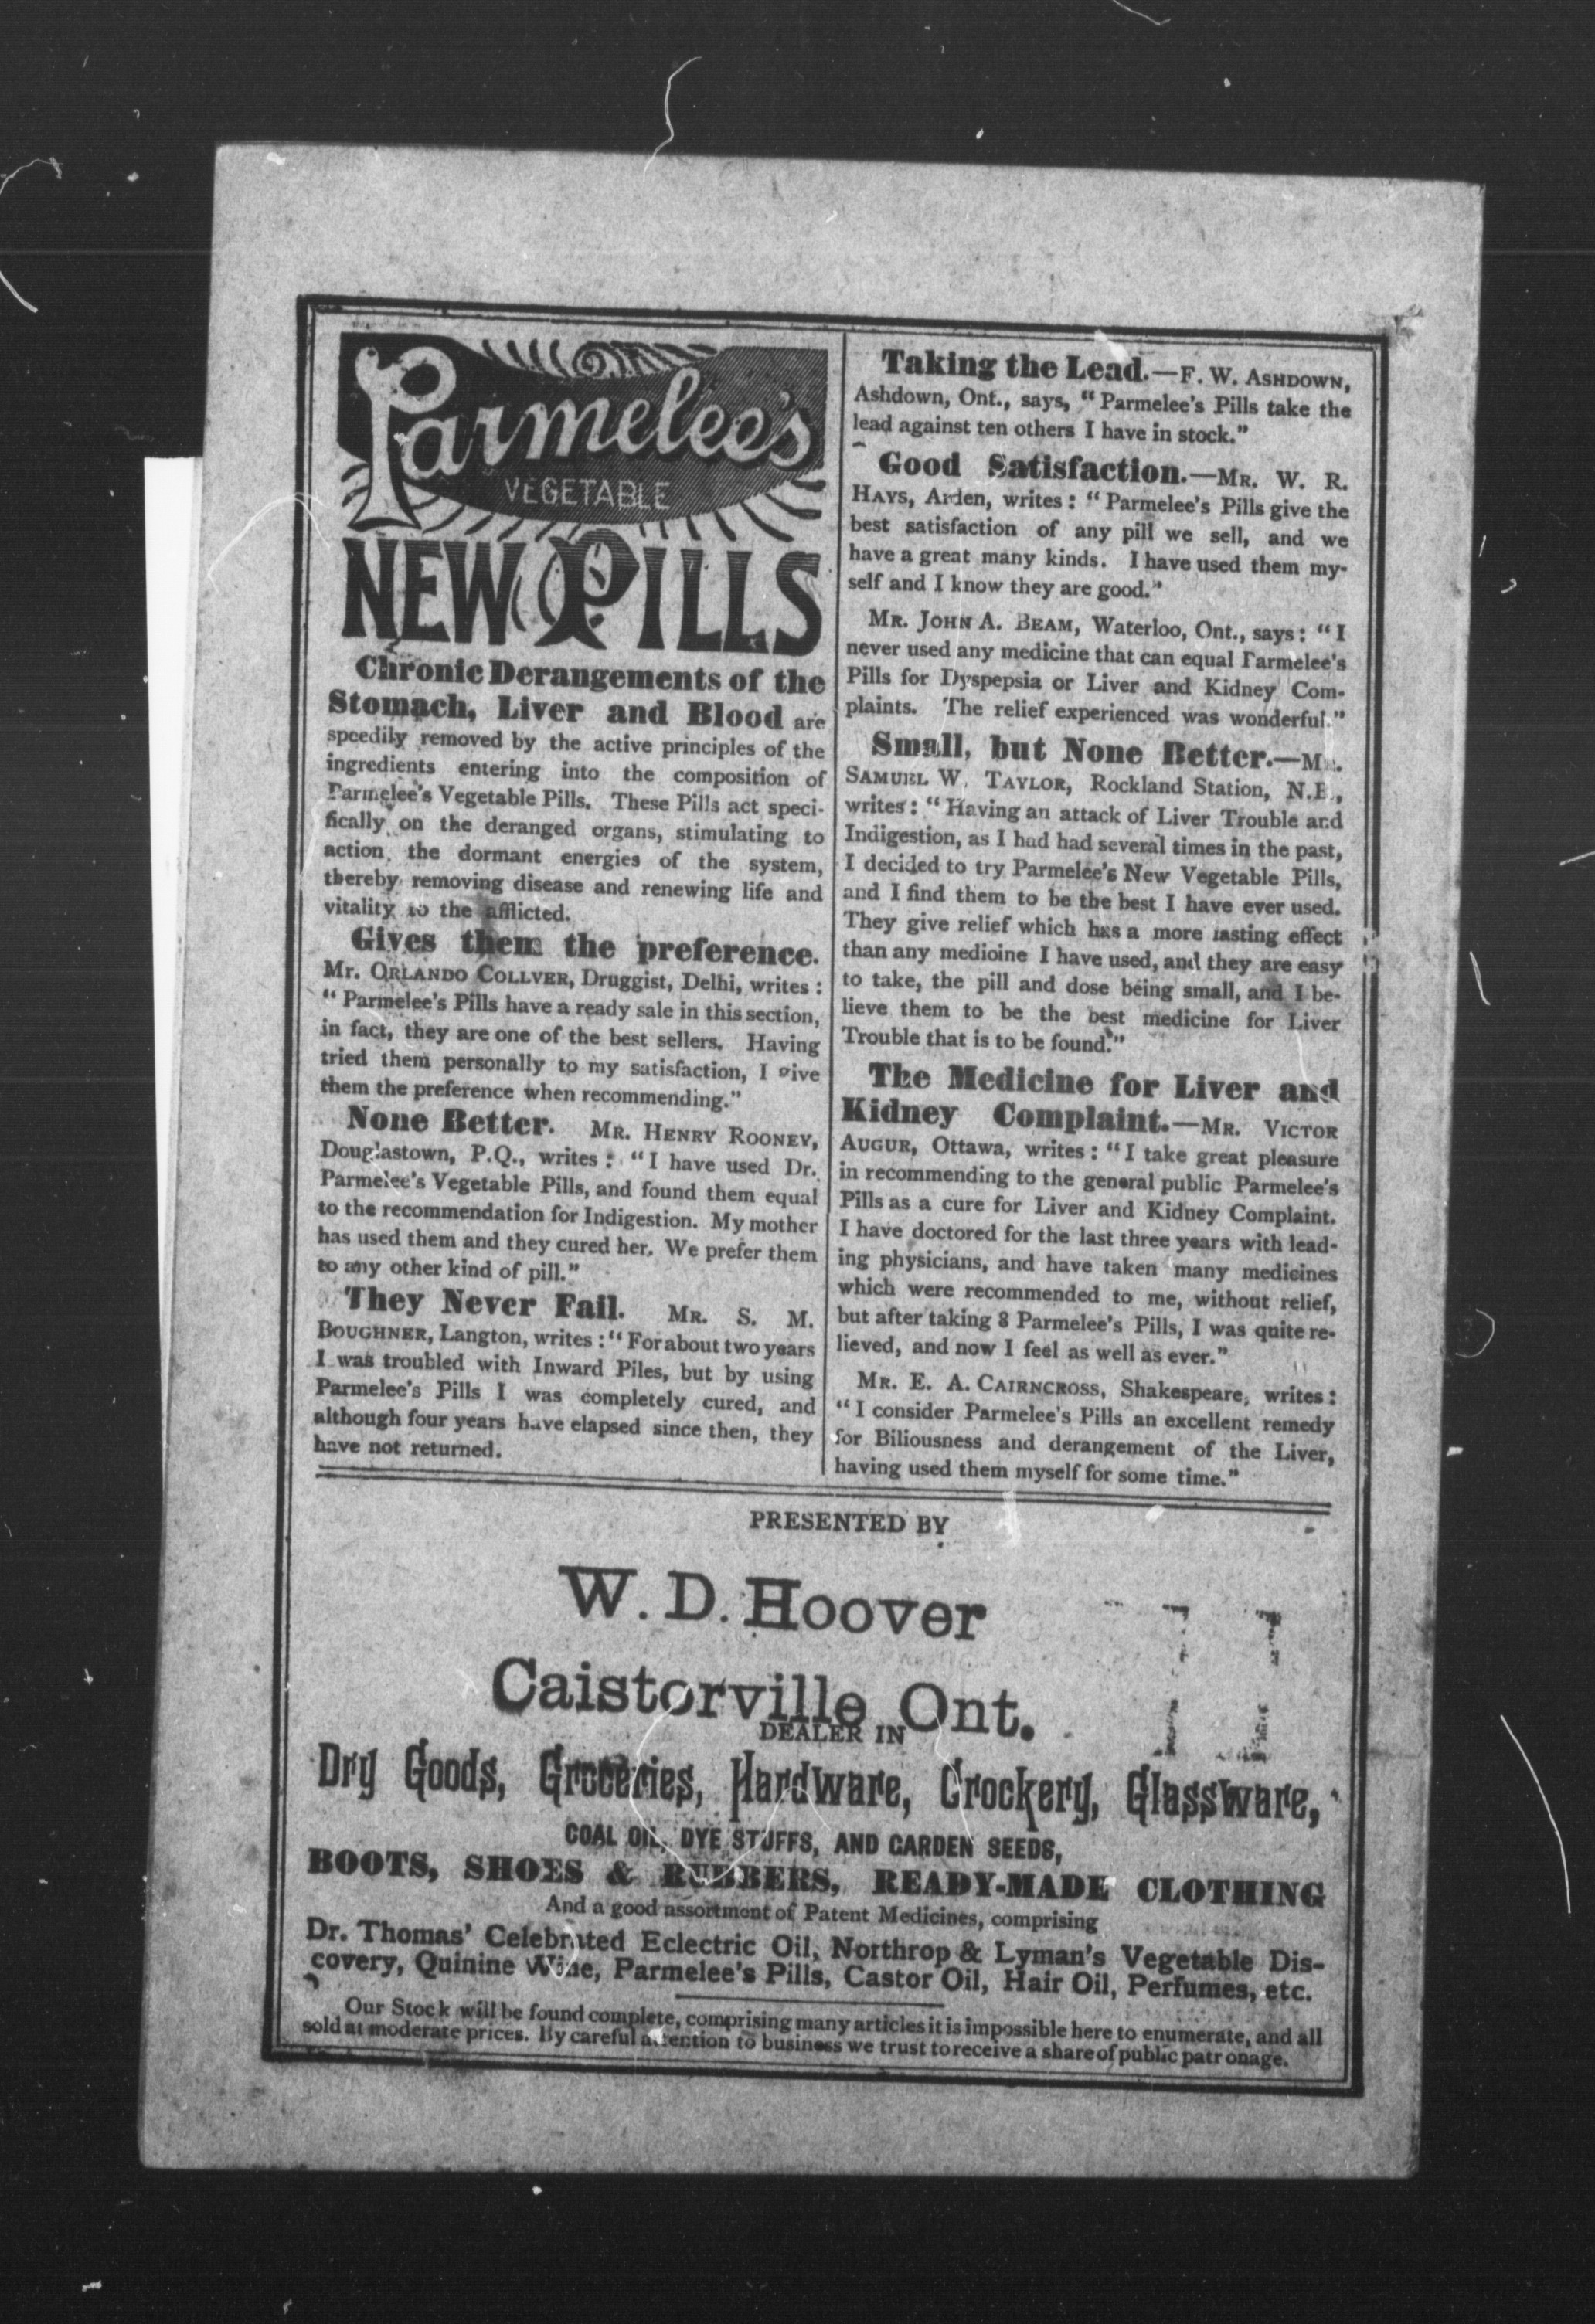 Parmelee's
VEGETABLE
NEW PILLS
Chronic Derangements of the
Stomach, Liver and Blood are
speedily removed by the active principles of the
ingredients entering into the composition of
Parmelee's Vegetable Pills. These Pills act speci-
fically on the deranged organs, stimulating to
action the dormant energies of the system,
thereby removing disease and renewing life and
vitality to the afflicted.
Gives them the preference.
Mr. ORLANDO COLLVER, Druggist, Delhi, writes :
" Parmelee's Pills have a ready sale in this section,
in fact, they are one of the best sellers. Having
tried them personally to my satisfaction, I give
them the preference when recommending."
None Better. MR. HENRY ROONEY,
Douglastown, P.Q., writes : "I have used Dr.
Parmelee's Vegetable Pills, and found them equal
to the recommendation for Indigestion. My mother
has used them and they cured her. We prefer them
to any other kind of pill."
They Never Fail. MR. S. M.
BOUGHNER, Langton, writes : "For about two years
I was troubled with Inward Piles, but by using
Parmelee's Pills I was completely cured, and
although four years have elapsed since then, they
have not returned.
Taking the Lead.—F. W. ASHDOWN,
Ashdown, Ont., says, "Parmelee's Pills take the
lead against ten others I have in stock."
Good Satisfaction.—MR. W. R.
HAYS, Arden, writes : "Parmelee's Pills give the
best satisfaction of any pill we sell, and we
have a great many kinds. I have used them my-
self and I know they are good."
MR. JOHN A. BEAM, Waterloo, Ont., says : "I
never used any medicine that can equal Parmelee's
Pills for Dyspepsia or Liver and Kidney Com-
plaints. The relief experienced was wonderful."
Small, but None Better.—MR.
SAMUEL W. TAYLOR, Rockland Station, N.B.,
writes : "Having an attack of Liver Trouble and
Indigestion, as I had had several times in the past,
I decided to try Parmelee's New Vegetable Pills,
and I find them to be the best I have ever used.
They give relief which has a more lasting effect
than any medicine I have used, and they are easy
to take, the pill and dose being small, and I be-
lieve them to be the best medicine for Liver
Trouble that is to be found."
The Medicine for Liver and
Kidney Complaint.—MR. VICTOR
AUGUR, Ottawa, writes : "I take great pleasure
in recommending to the general public Parmelee's
Pills as a cure for Liver and Kidney Complaint.
I have doctored for the last three years with lead-
ing physicians, and have taken many medicines
which were recommended to me, without relief,
but after taking 8 Parmelee's Pills, I was quite re-
lieved, and now I feel as well as ever."
MR. E. A. CAIRNCROSS, Shakespeare, writes :
"I consider Parmelee's Pills an excellent remedy
for Biliousness and derangement of the Liver,
having used them myself for some time."
PRESENTED BY
W. D. Hoover
Caistorville Ont.
DEALER IN
Dry Goods, Groceries, Hardware, Crockery, Glassware,
COAL OIL, DYE STUFFS, AND GARDEN SEEDS,
BOOTS, SHOES & RUBBERS, READY-MADE CLOTHING
And a good assortment of Patent Medicines, comprising
Dr. Thomas' Celebrated Eclectric Oil, Northrop & Lyman's Vegetable Dis-
covery, Quinine Wine, Parmelee's Pills, Castor Oil, Hair Oil, Perfumes, etc.
Our Stock will be found complete, comprising many articles it is impossible here to enumerate, and all
sold at moderate prices. By careful attention to business we trust to receive a share of public patronage.